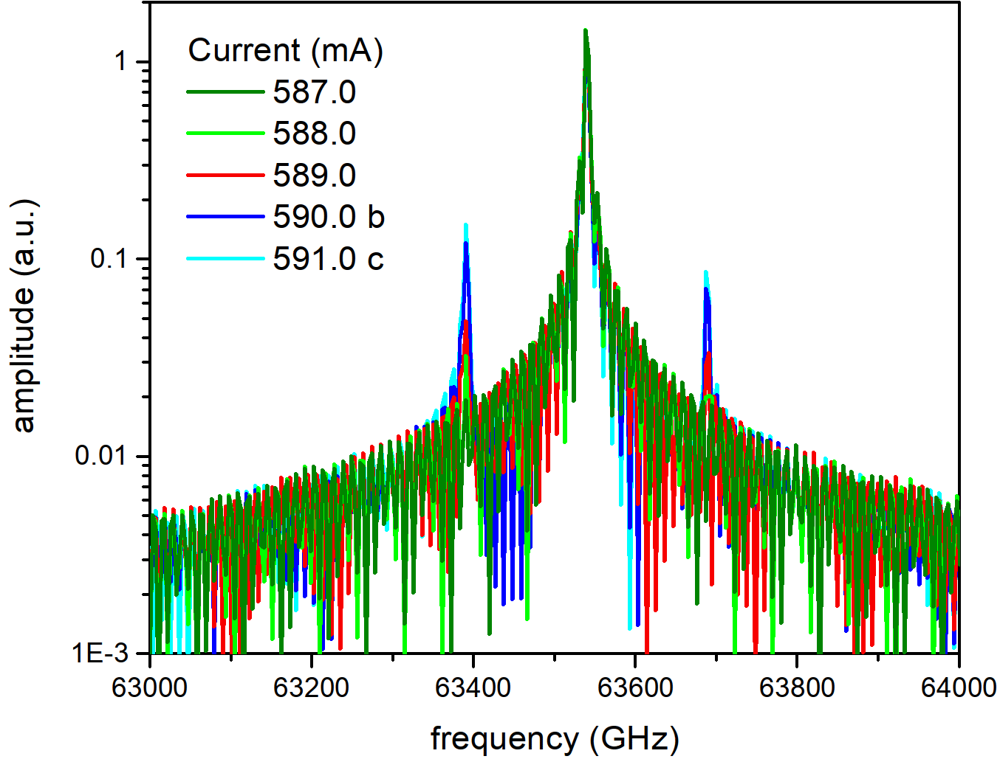 Current (mA)
587.0
588.0
589.0
590.0 b
591.0 c
1
0.1
0.01
1E-3
amplitude (a.u.)
63000 63200 63400 63600 63800 64000
frequency (GHz)